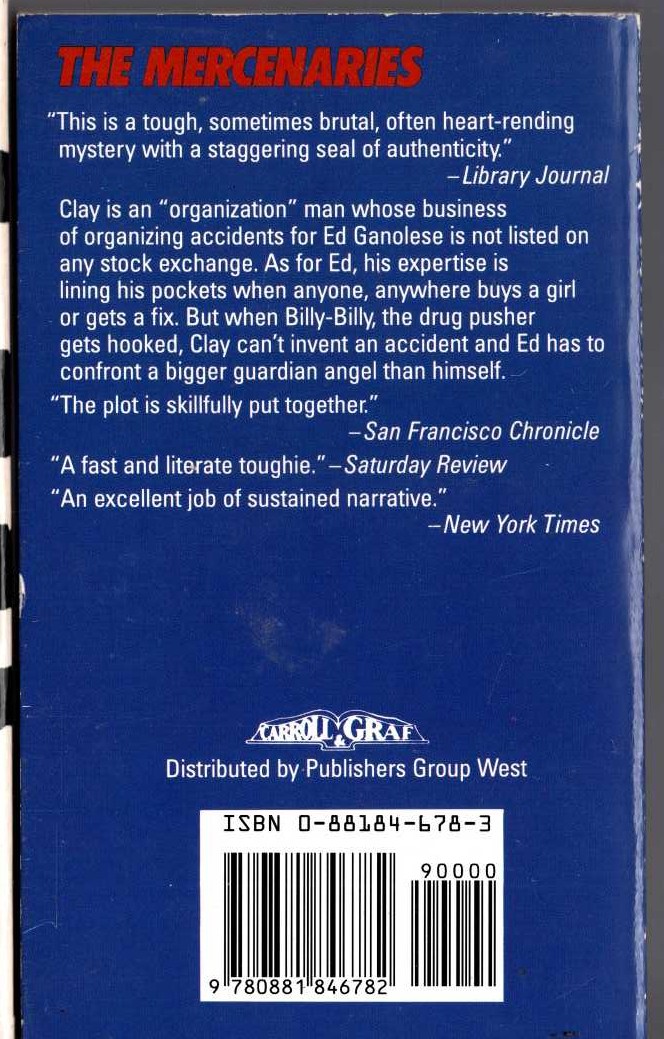 THE MERCENARIES
“This is a tough, sometimes brutal, often heart-rending
mystery with a staggering seal of authenticity.”
–Library Journal
Clay is an “organization” man whose business
of organizing accidents for Ed Ganolese is not listed on
any stock exchange. As for Ed, his expertise is
lining his pockets when anyone, anywhere buys a girl
or gets a fix. But when Billy-Billy, the drug pusher
gets hooked, Clay can't invent an accident and Ed has to
confront a bigger guardian angel than himself.
“The plot is skillfully put together.”
–San Francisco Chronicle
“A fast and literate toughie.”–Saturday Review
“An excellent job of sustained narrative.”
–New York Times
CARROLL & GRAF
Distributed by Publishers Group West
ISBN 0-88184-678-3
90000
9 780881 846782